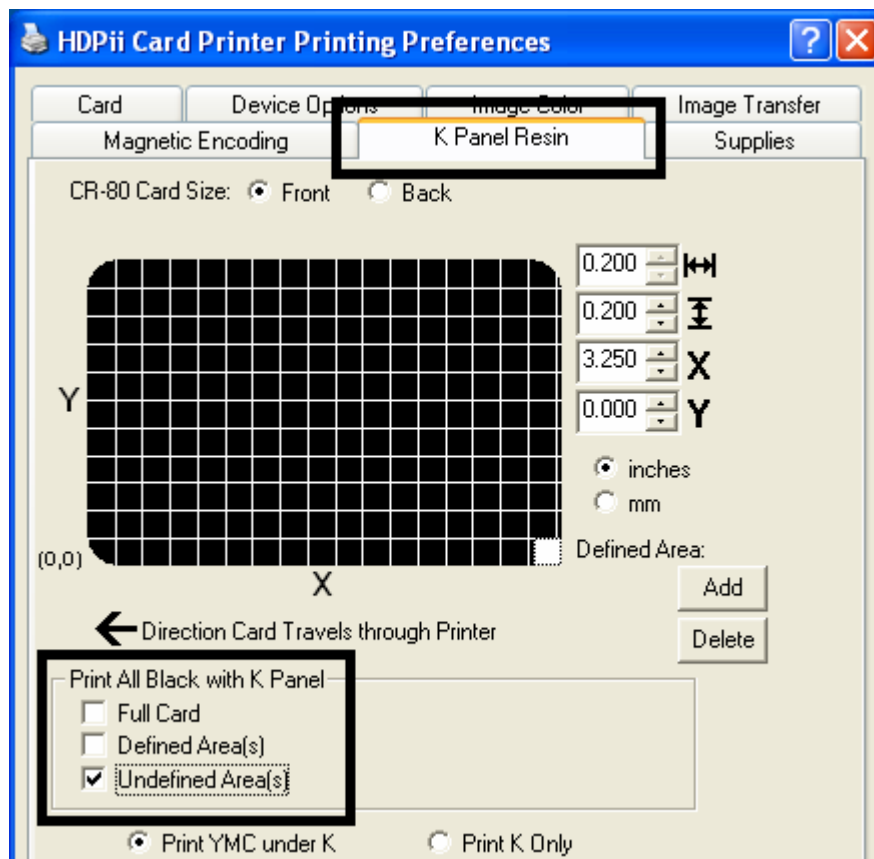 HDPii Card Printer Printing Preferences
Card Device Options Image Color Image Transfer
Magnetic Encoding K Panel Resin Supplies
CR-80 Card Size: Front Back
0.200
0.200
3.250 X
0.000 Y
Y
inches
mm
(0,0)
Defined Area:
X
Add
Direction Card Travels through Printer
Delete
Print All Black with K Panel
Full Card
Defined Area(s)
Undefined Area(s)
Print YMC under K Print K Only